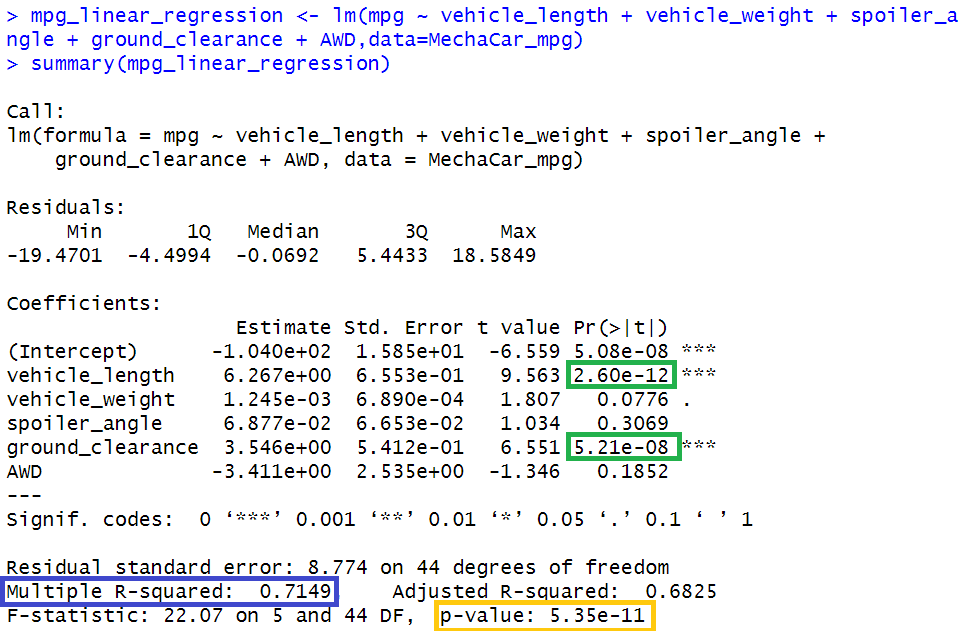 > mpg_linear_regression <- lm(mpg ~ vehicle_length + vehicle_weight + spoiler_a
ngle + ground_clearance + AWD,data=MechaCar_mpg)
> summary(mpg_linear_regression)
Call:
lm(formula = mpg ~ vehicle_length + vehicle_weight + spoiler_angle +
    ground_clearance + AWD, data = MechaCar_mpg)
Residuals:
     Min       1Q   Median       3Q      Max
-19.4701  -4.4994  -0.0692   5.4433  18.5849
Coefficients:
                   Estimate Std. Error t value Pr(>|t|)
(Intercept)      -1.040e+02  1.585e+01  -6.559 5.08e-08 ***
vehicle_length    6.267e+00  6.553e-01   9.563 2.60e-12 ***
vehicle_weight    1.245e-03  6.890e-04   1.807   0.0776 .
spoiler_angle     6.877e-02  6.653e-02   1.034   0.3069
ground_clearance  3.546e+00  5.412e-01   6.551 5.21e-08 ***
AWD              -3.411e+00  2.535e+00  -1.346   0.1852
---
Signif. codes:  0 ‘***’ 0.001 ‘**’ 0.01 ‘*’ 0.05 ‘.’ 0.1 ‘ ’ 1
Residual standard error: 8.774 on 44 degrees of freedom
Multiple R-squared:  0.7149     Adjusted R-squared:  0.6825
F-statistic: 22.07 on 5 and 44 DF,  p-value: 5.35e-11